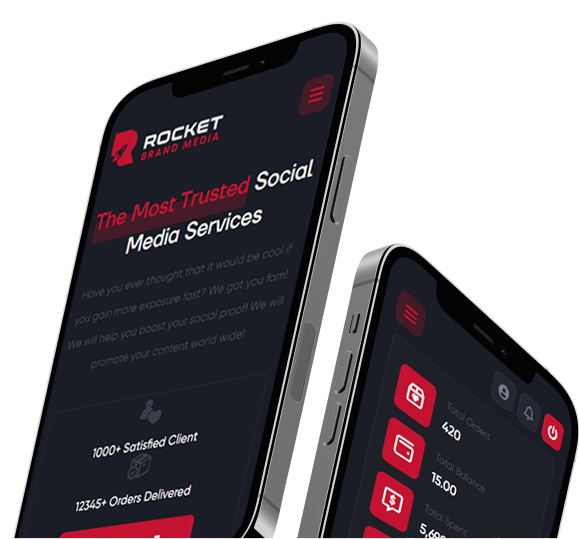 ROCKET
BRAND MEDIA
The Most Trusted Social
Media Services
Have you ever thought that it would be cool if
you gain more exposure fast? We got you fam!
We will help you boost your social proof! We will
promote your content world wide!
1000+ Satisfied Client
12345+ Orders Delivered
Total Orders
420
Total Balance
15.00
Total Spent